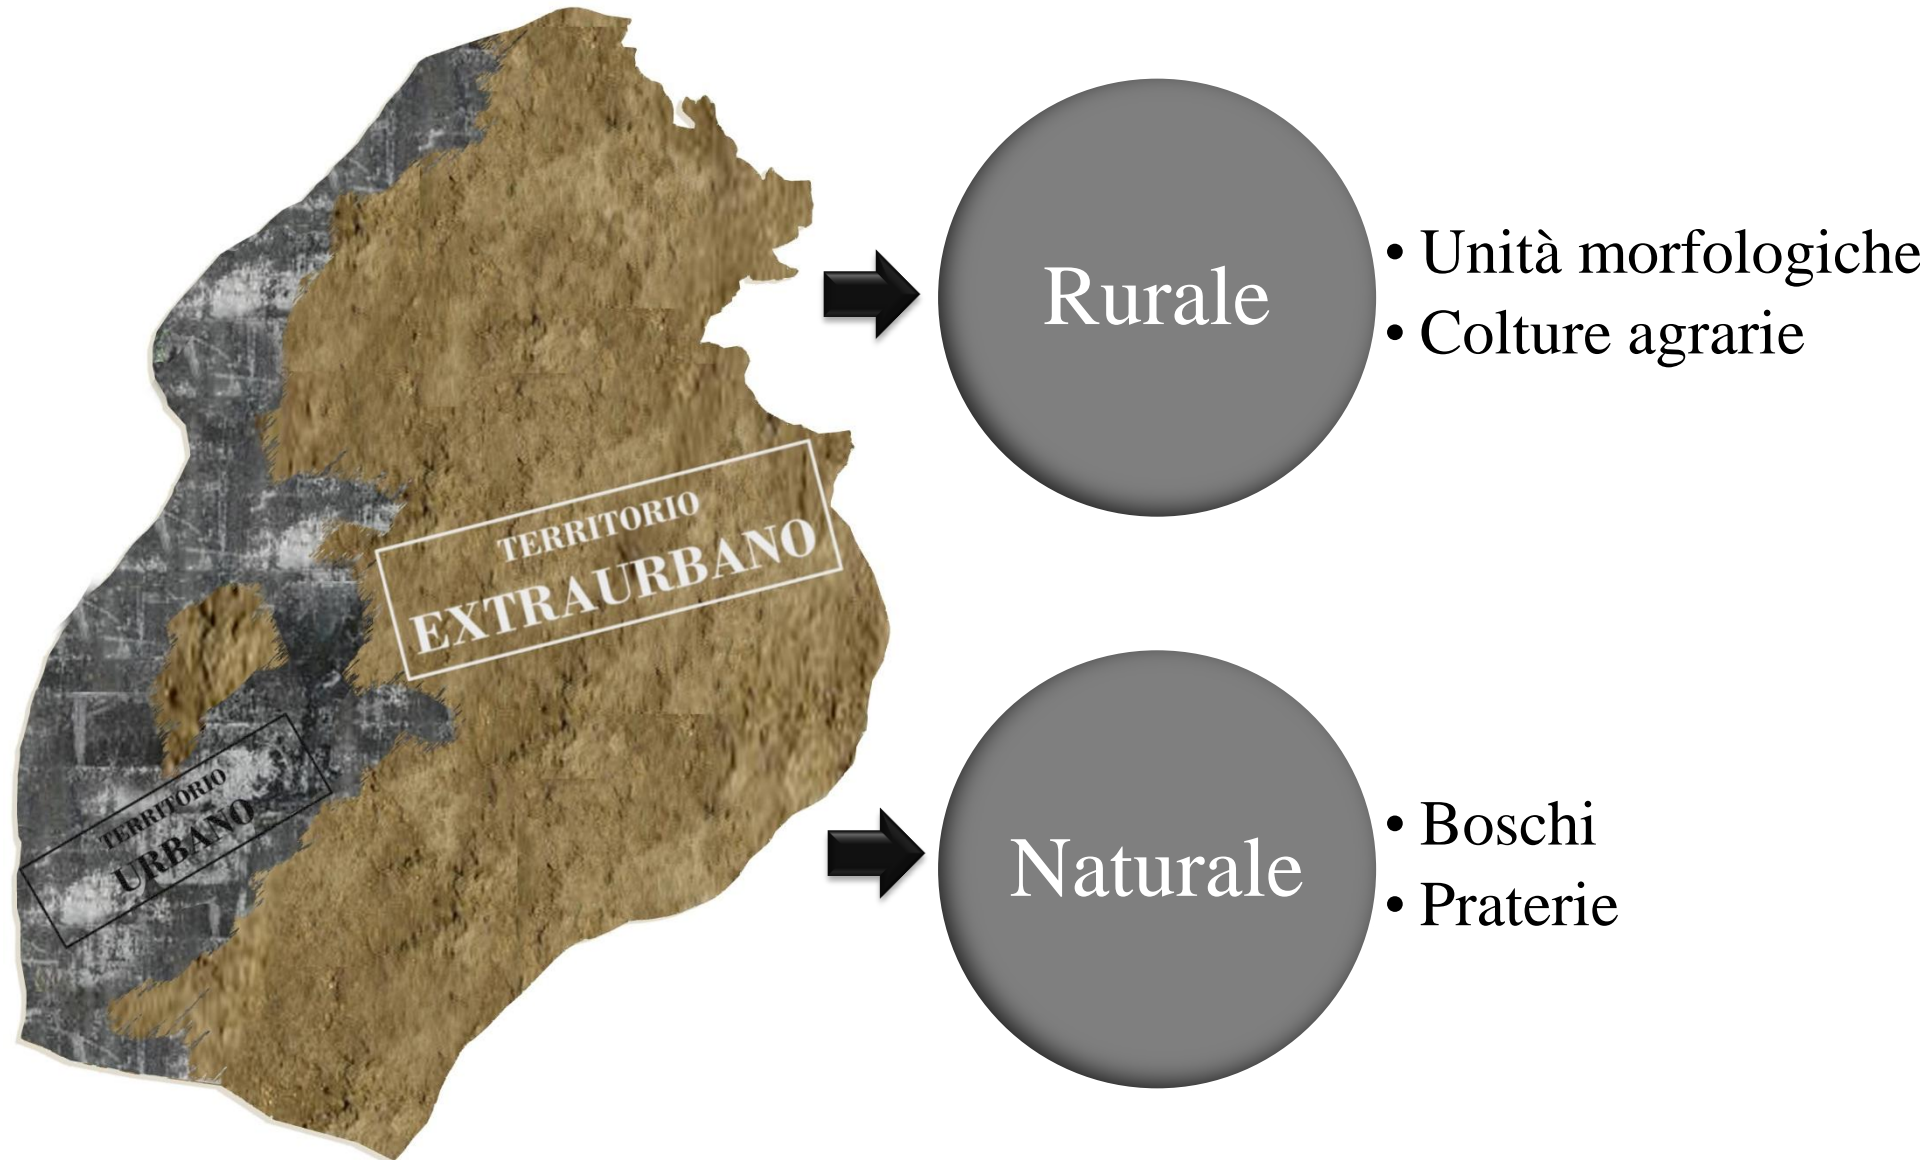 TERRITORIO
EXTRAURBANO
TERRITORIO
URBANO
Rurale
• Unità morfologiche
• Colture agrarie
Naturale
• Boschi
• Praterie